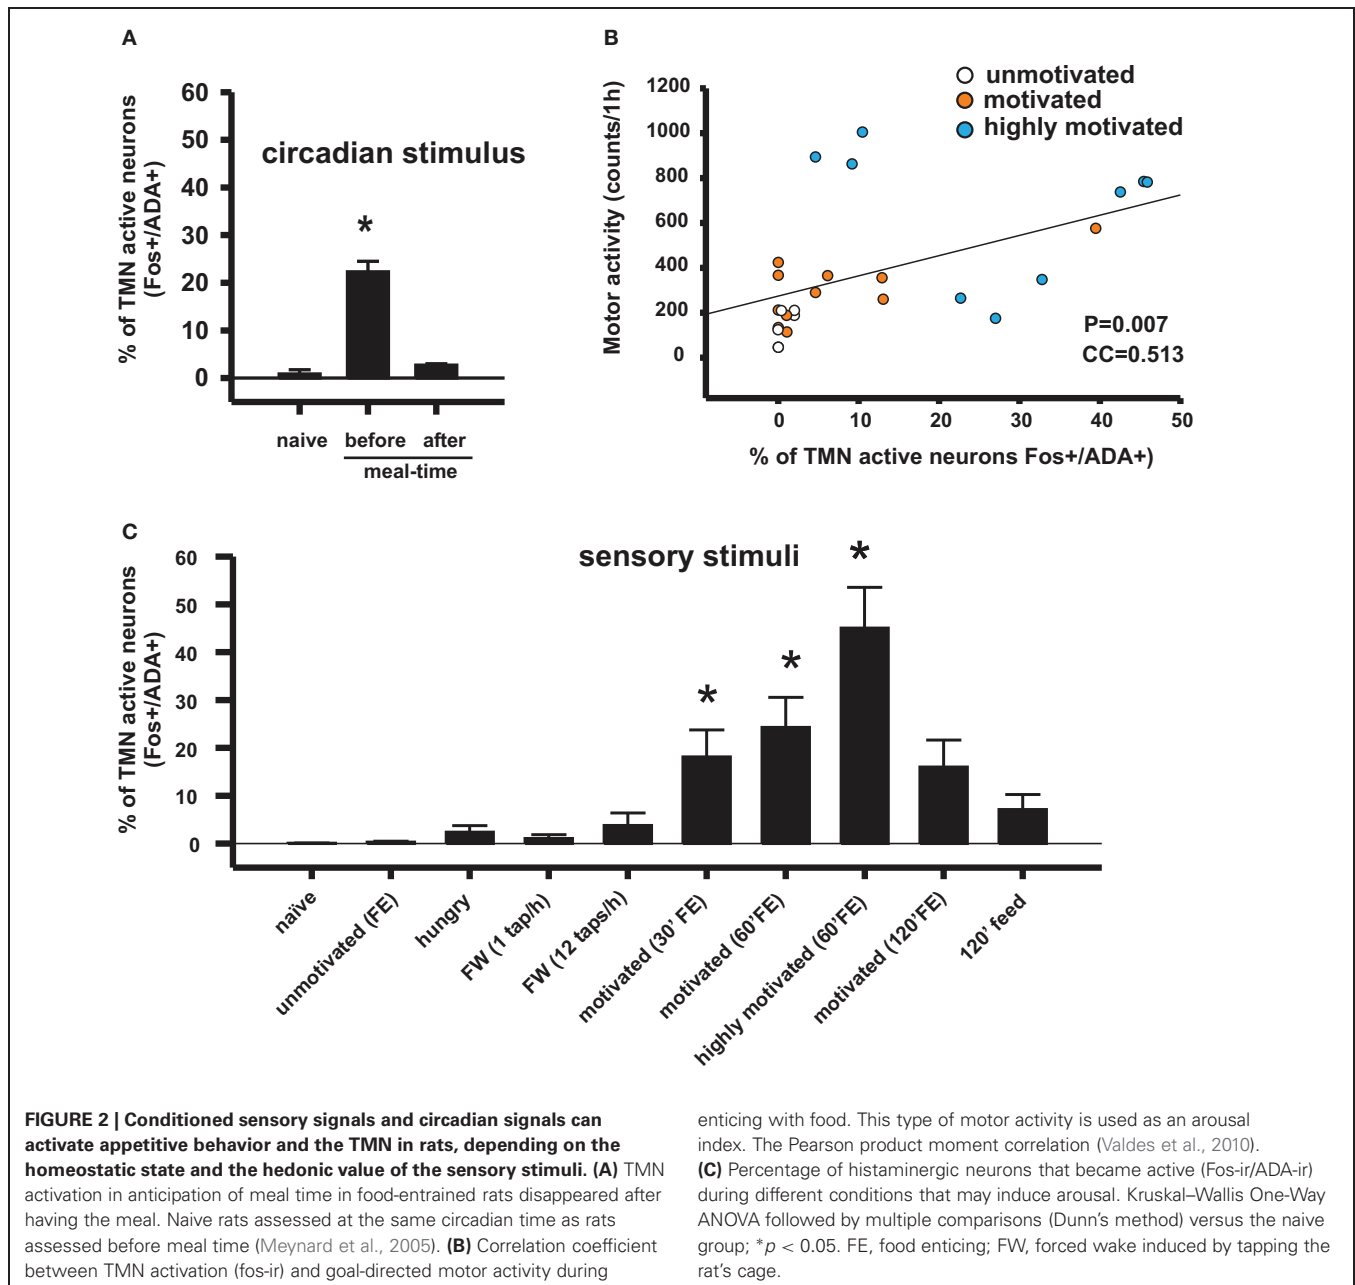 A
60
50
40
30
20
10
0
% of TMN active neurons
(Fos+/ADA+)
circadian stimulus
*
naive before after
meal-time
B
unmotivated
motivated
highly motivated
1200
1000
800
600
400
200
0
Motor activity (counts/1h)
P=0.007
CC=0.513
0 10 20 30 40 50
% of TMN active neurons Fos+/ADA+)
C
sensory stimuli
60
50
40
30
20
10
0
% of TMN active neurons
(Fos+/ADA+)
* * *
naïve
unmotivated (FE)
hungry
FW (1 tap/h)
FW (12 taps/h)
motivated (30' FE)
motivated (60'FE)
highly motivated (60'FE)
motivated (120'FE)
120' feed
FIGURE 2 | Conditioned sensory signals and circadian signals can
activate appetitive behavior and the TMN in rats, depending on the
homeostatic state and the hedonic value of the sensory stimuli. (A) TMN
activation in anticipation of meal time in food-entrained rats disappeared after
having the meal. Naive rats assessed at the same circadian time as rats
assessed before meal time (Meynard et al., 2005). (B) Correlation coefficient
between TMN activation (fos-ir) and goal-directed motor activity during
enticing with food. This type of motor activity is used as an arousal
index. The Pearson product moment correlation (Valdes et al., 2010).
(C) Percentage of histaminergic neurons that became active (Fos-ir/ADA-ir)
during different conditions that may induce arousal. Kruskal–Wallis One-Way
ANOVA followed by multiple comparisons (Dunn's method) versus the naive
group; *p < 0.05. FE, food enticing; FW, forced wake induced by tapping the
rat's cage.